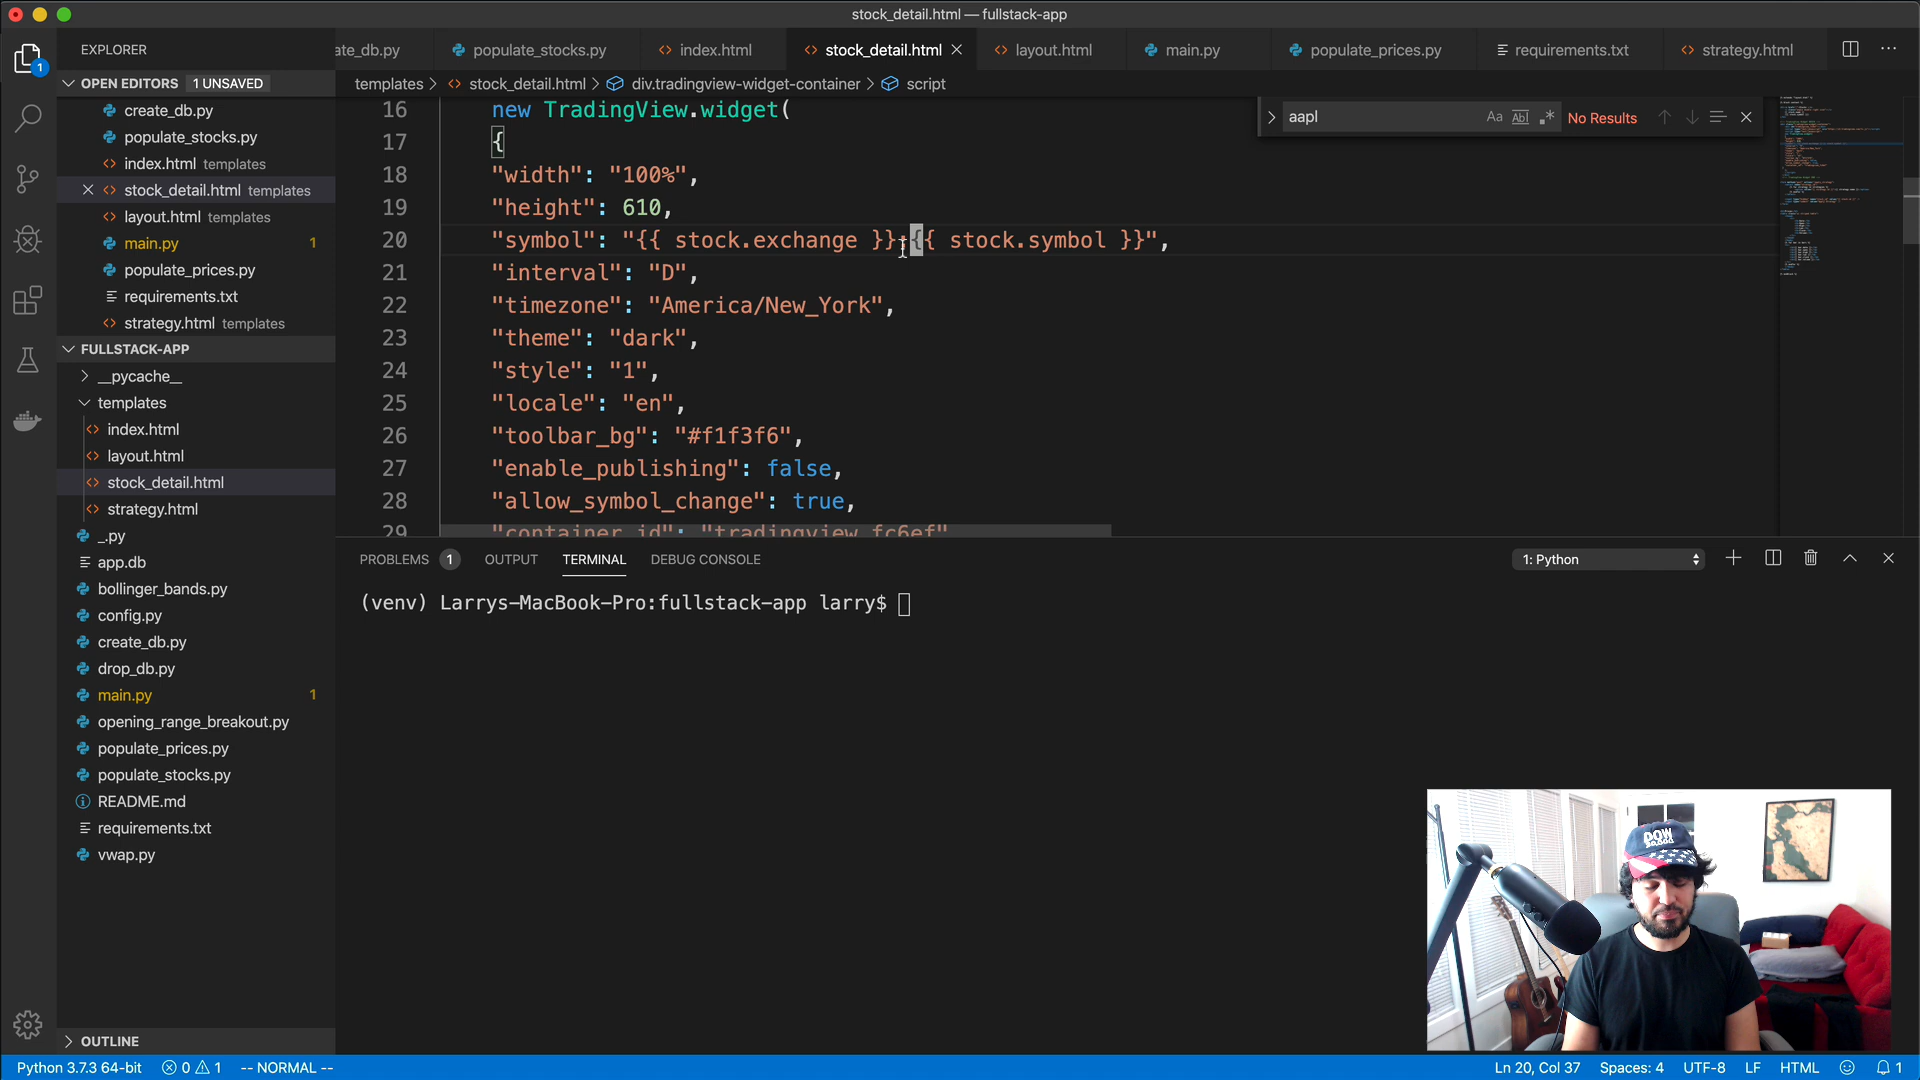 stock_detail.html — fullstack-app
EXPLORER
ate_db.py
populate_stocks.py
index.html
stock_detail.html
layout.html
main.py
populate_prices.py
requirements.txt
strategy.html
1
OPEN EDITORS 1 UNSAVED
templates > stock_detail.html > div.tradingview-widget-container > script
create_db.py
populate_stocks.py
index.html templates
stock_detail.html templates
layout.html templates
main.py 1
populate_prices.py
requirements.txt
strategy.html templates
FULLSTACK-APP
__pycache__
templates
index.html
layout.html
stock_detail.html
strategy.html
_.py
app.db
bollinger_bands.py
config.py
create_db.py
drop_db.py
main.py 1
opening_range_breakout.py
populate_prices.py
populate_stocks.py
README.md
requirements.txt
vwap.py
OUTLINE
aapl Aa Abl .* No Results
16 new TradingView.widget(
17 {
18 "width": "100%",
19 "height": 610,
20 "symbol": "{{ stock.exchange }}:{{ stock.symbol }}",
21 "interval": "D",
22 "timezone": "America/New_York",
23 "theme": "dark",
24 "style": "1",
25 "locale": "en",
26 "toolbar_bg": "#f1f3f6",
27 "enable_publishing": false,
28 "allow_symbol_change": true,
29 "container_id": "tradingview_fc6ef"
PROBLEMS 1 OUTPUT TERMINAL DEBUG CONSOLE
1: Python
(venv) Larrys-MacBook-Pro:fullstack-app larry$
DOW
Python 3.7.3 64-bit 0 1 -- NORMAL --
Ln 20, Col 37 Spaces: 4 UTF-8 LF HTML 1